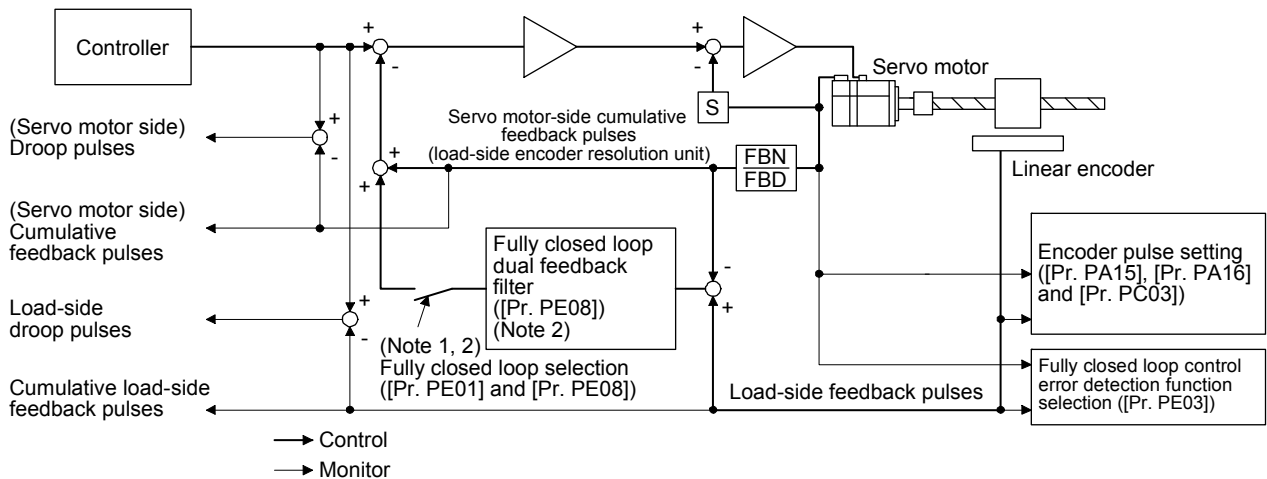 Controller
+
-
+
-
Servo motor
S
(Servo motor side)
Droop pulses
+
-
Servo motor-side cumulative
feedback pulses
(load-side encoder resolution unit)
+
+
FBN
FBD
Linear encoder
(Servo motor side)
Cumulative
feedback pulses
Fully closed loop
dual feedback
filter
([Pr. PE08])
(Note 2)
-
+
Encoder pulse setting
([Pr. PA15], [Pr. PA16]
and [Pr. PC03])
Load-side
droop pulses
+
-
(Note 1, 2)
Fully closed loop selection
([Pr. PE01] and [Pr. PE08])
Fully closed loop control
error detection function
selection ([Pr. PE03])
Cumulative load-side
feedback pulses
Load-side feedback pulses
Control
Monitor